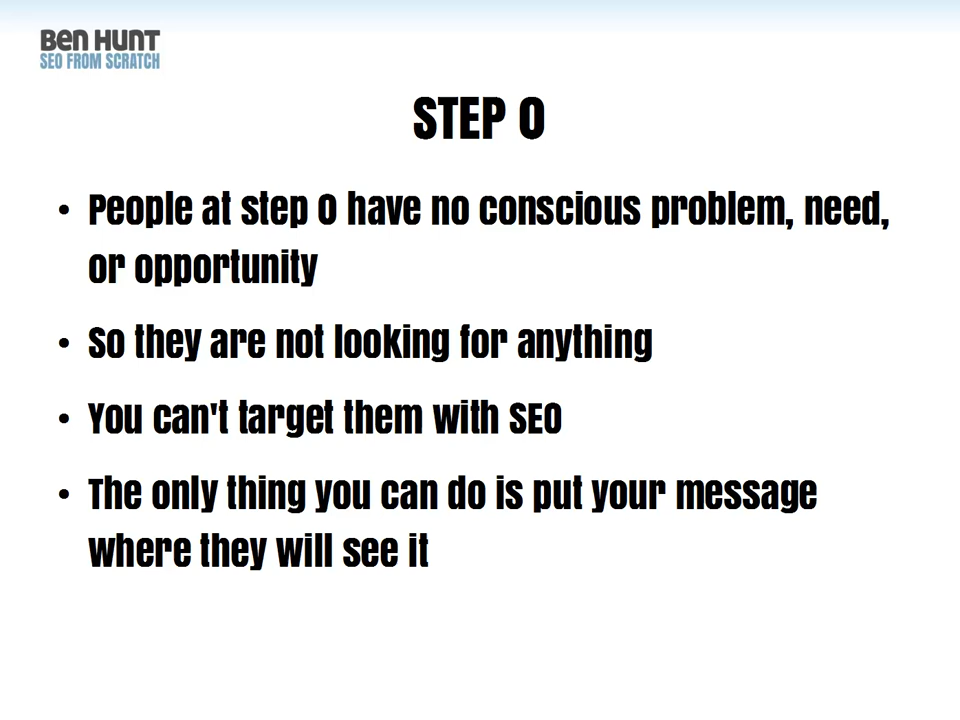 Ben Hunt
SEO FROM SCRATCH
STEP 0
• People at step 0 have no conscious problem, need,
or opportunity
• So they are not looking for anything
• You can't target them with SEO
• The only thing you can do is put your message
where they will see it